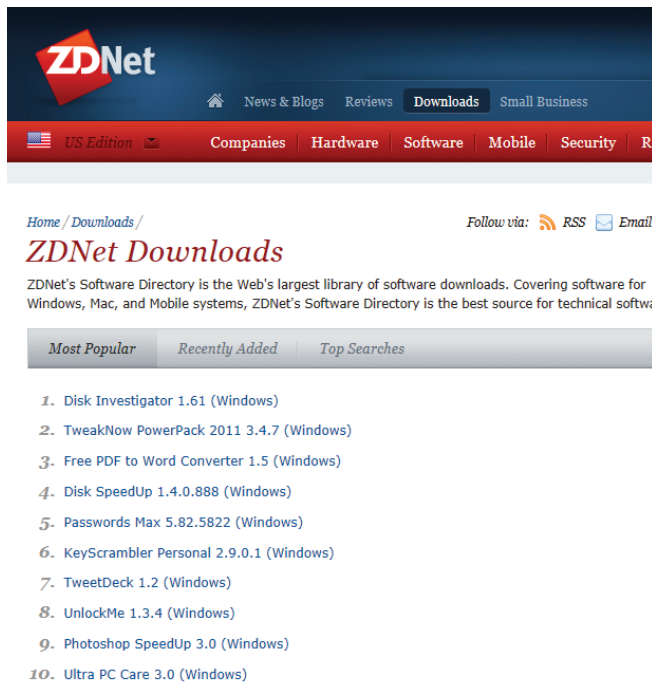 ZDNet
News & Blogs Reviews Downloads Small Business
US Edition Companies Hardware Software Mobile Security R
Home / Downloads / Follow via: RSS Email
ZDNet Downloads
ZDNet's Software Directory is the Web's largest library of software downloads. Covering software for
Windows, Mac, and Mobile systems, ZDNet's Software Directory is the best source for technical softwa
Most Popular Recently Added Top Searches
1. Disk Investigator 1.61 (Windows)
2. TweakNow PowerPack 2011 3.4.7 (Windows)
3. Free PDF to Word Converter 1.5 (Windows)
4. Disk SpeedUp 1.4.0.888 (Windows)
5. Passwords Max 5.82.5822 (Windows)
6. KeyScrambler Personal 2.9.0.1 (Windows)
7. TweetDeck 1.2 (Windows)
8. UnlockMe 1.3.4 (Windows)
9. Photoshop SpeedUp 3.0 (Windows)
10. Ultra PC Care 3.0 (Windows)